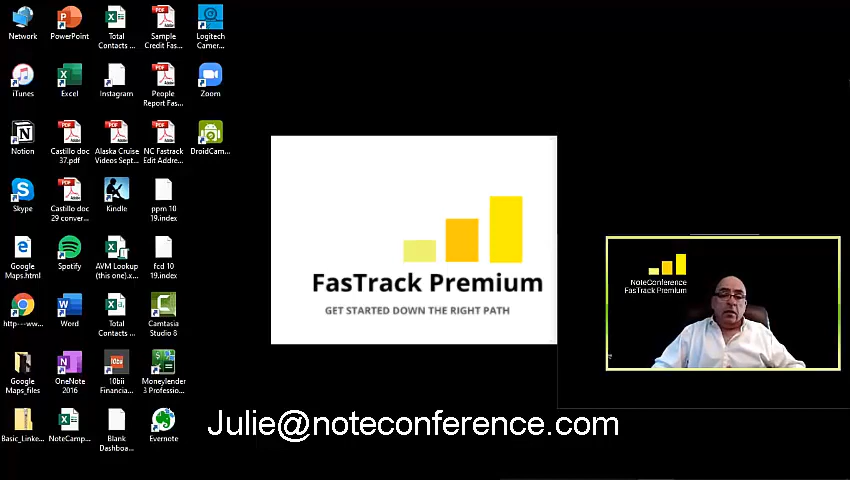 Network
PowerPoint
Total
Contacts ...
Sample
Credit Fas...
Logitech
Camer...
iTunes
Excel
Instagram
People
Report Fas...
Zoom
Notion
Castillo doc
37.pdf
Alaska Cruise
Videos Sept...
NC Fastrack
Edit Addre...
DroidCam...
Skype
Castillo doc
29 conver...
Kindle
ppm 10
19.index
Google
Maps.html
Spotify
AVM Lookup
(this one).x...
fcd 10
19.index
http---ww...
Word
Total
Contacts ...
Camtasia
Studio 8
Google
Maps_files
OneNote
2016
10bii
Financia...
Moneylender
3 Professio...
Basic_Linke...
NoteCamp...
Blank
Dashboa...
Evernote
FasTrack Premium
GET STARTED DOWN THE RIGHT PATH
NoteConference
FasTrack Premium
Julie@noteconference.com